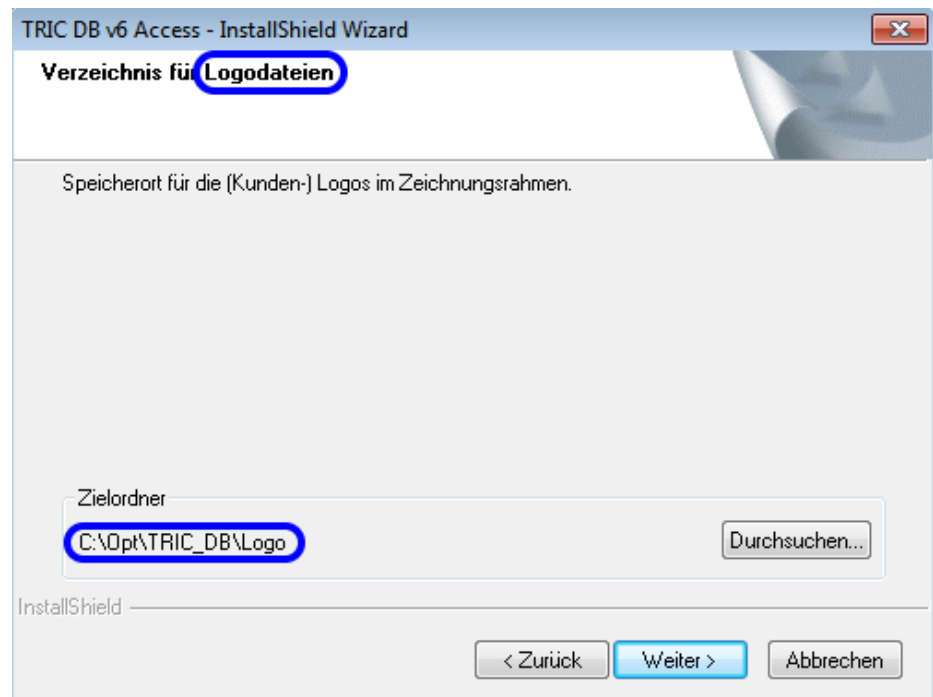 TRIC DB v6 Access - InstallShield Wizard
Verzeichnis für Logodateien
Speicherort für die (Kunden-) Logos im Zeichnungsrahmen.
Zielordner
C:\Opt\TRIC_DB\Logo
Durchsuchen...
InstallShield
< Zurück
Weiter >
Abbrechen